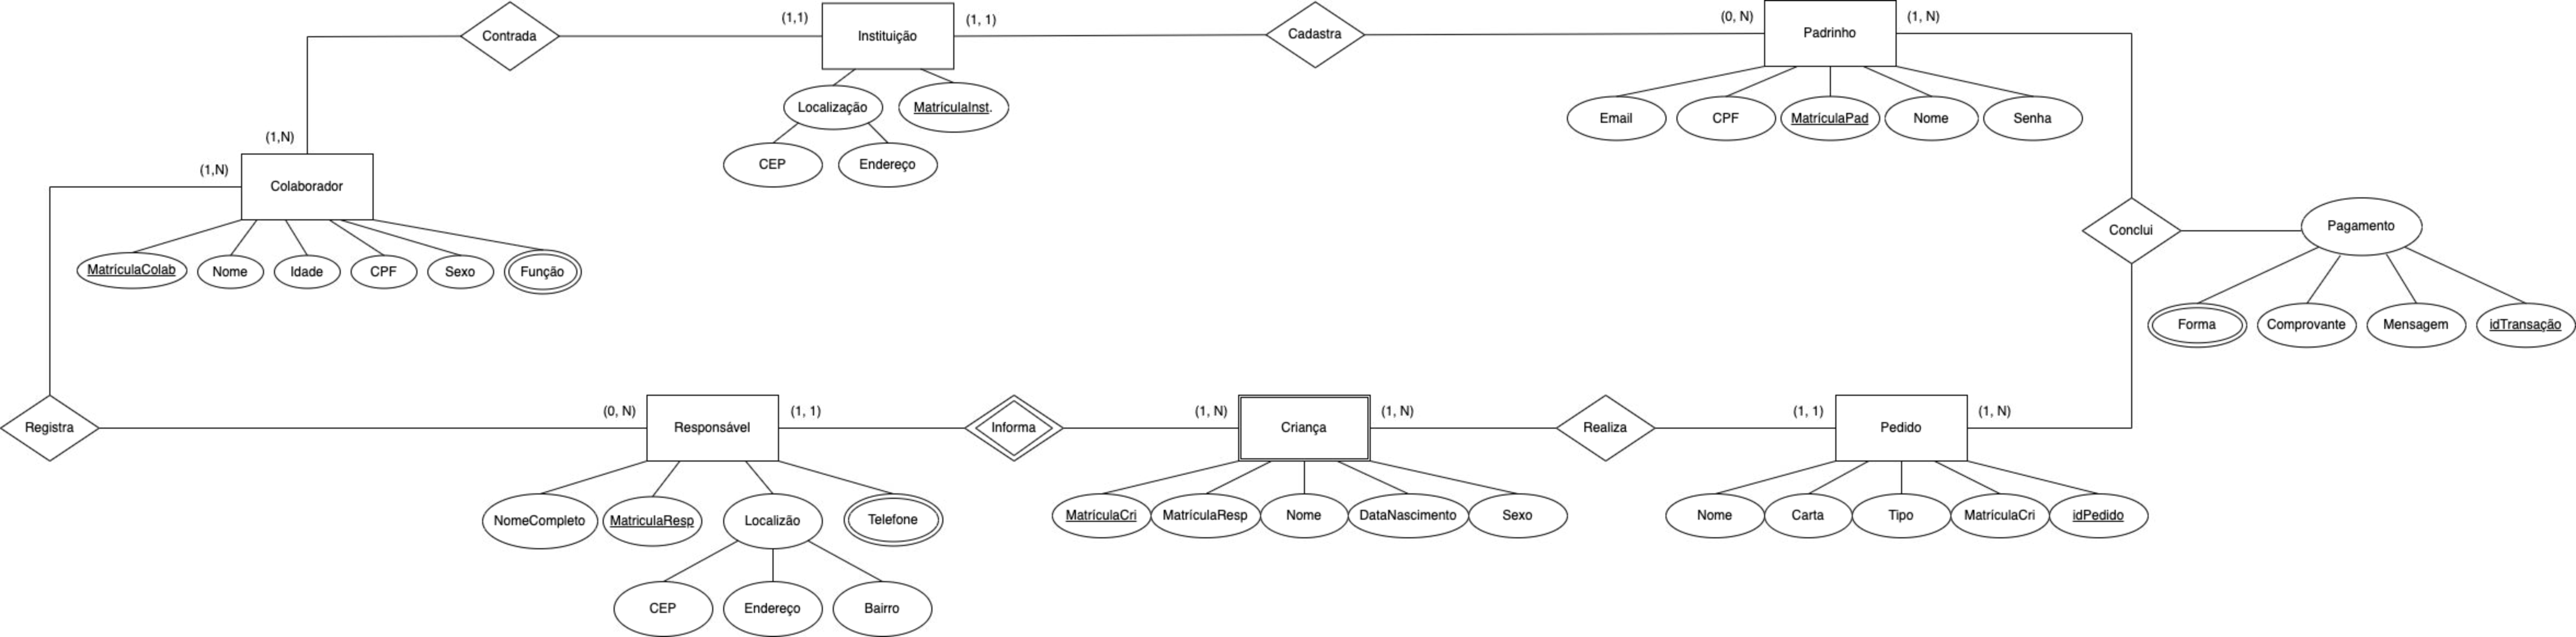 Contrada
(1,1)
Instituição
(1, 1)
Cadastra
(0, N)
Padrinho
(1, N)
Localização
MatrículaInst.
CEP
Endereço
Email
CPF
MatrículaPad
Nome
Senha
(1,N)
(1,N)
Colaborador
MatrículaColab
Nome
Idade
CPF
Sexo
Função
Conclui
Pagamento
Forma
Comprovante
Mensagem
idTransação
Registra
(0, N)
Responsável
(1, 1)
Informa
(1, N)
Criança
(1, N)
Realiza
(1, 1)
Pedido
(1, N)
NomeCompleto
MatriculaResp
Localizão
Telefone
CEP
Endereço
Bairro
MatrículaCri
MatrículaResp
Nome
DataNascimento
Sexo
Nome
Carta
Tipo
MatrículaCri
idPedido